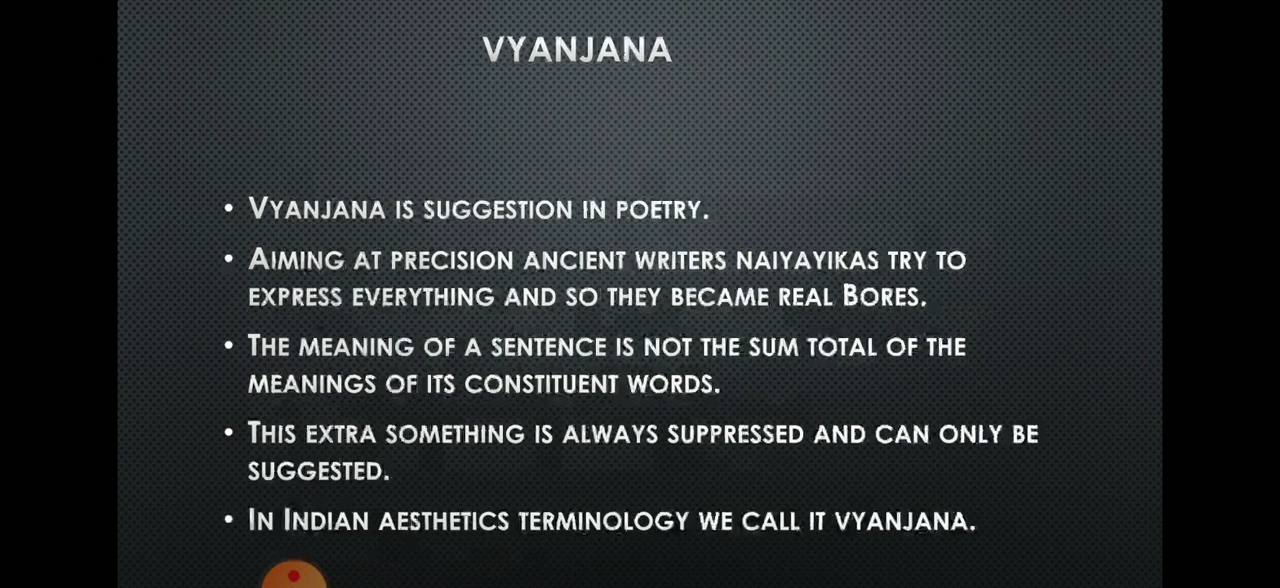 VYANJANA
• VYANJANA IS SUGGESTION IN POETRY.
• AIMING AT PRECISION ANCIENT WRITERS NAIYAYIKAS TRY TO
EXPRESS EVERYTHING AND SO THEY BECAME REAL BORES.
• THE MEANING OF A SENTENCE IS NOT THE SUM TOTAL OF THE
MEANINGS OF ITS CONSTITUENT WORDS.
• THIS EXTRA SOMETHING IS ALWAYS SUPPRESSED AND CAN ONLY BE
SUGGESTED.
• IN INDIAN AESTHETICS TERMINOLOGY WE CALL IT VYANJANA.